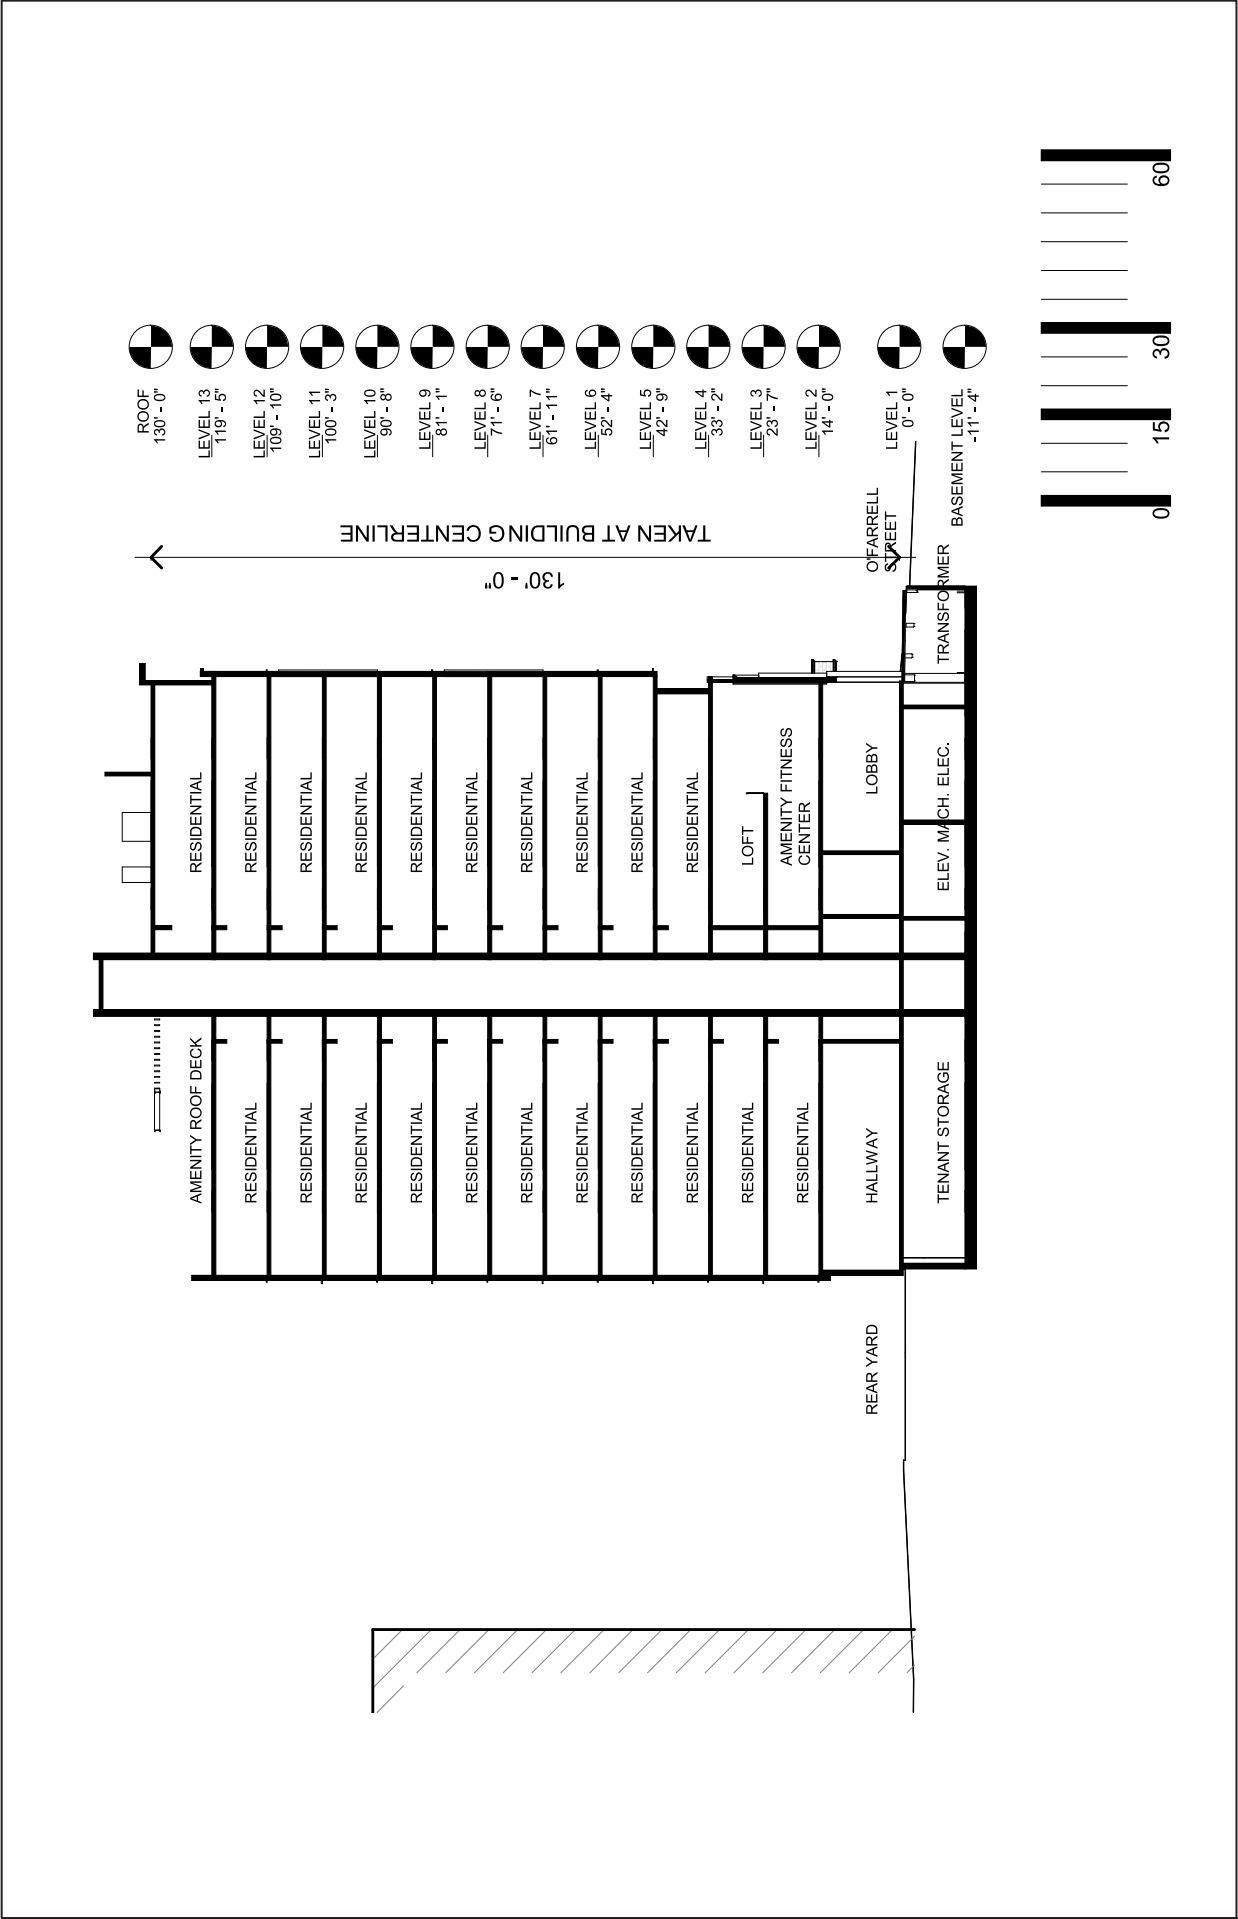 ROOF
130' - 0"
LEVEL 13
119' - 5"
LEVEL 12
109' - 10"
LEVEL 11
100' - 3"
LEVEL 10
90' - 8"
LEVEL 9
81' - 1"
LEVEL 8
71' - 6"
LEVEL 7
61' - 11"
LEVEL 6
52' - 4"
LEVEL 5
42' - 9"
LEVEL 4
33' - 2"
LEVEL 3
23' - 7"
LEVEL 2
14' - 0"
LEVEL 1
0' - 0"
BASEMENT LEVEL
-11' - 4"
130' - 0"
TAKEN AT BUILDING CENTERLINE
O'FARRELL
STREET
AMENITY ROOF DECK
RESIDENTIAL
RESIDENTIAL
RESIDENTIAL
RESIDENTIAL
RESIDENTIAL
RESIDENTIAL
RESIDENTIAL
RESIDENTIAL
RESIDENTIAL
RESIDENTIAL
RESIDENTIAL
HALLWAY
TENANT STORAGE
REAR YARD
RESIDENTIAL
RESIDENTIAL
RESIDENTIAL
RESIDENTIAL
RESIDENTIAL
RESIDENTIAL
RESIDENTIAL
RESIDENTIAL
RESIDENTIAL
RESIDENTIAL
LOFT
AMENITY FITNESS
CENTER
LOBBY
ELEV. MACH. ELEC.
TRANSFORMER
0 15 30 60